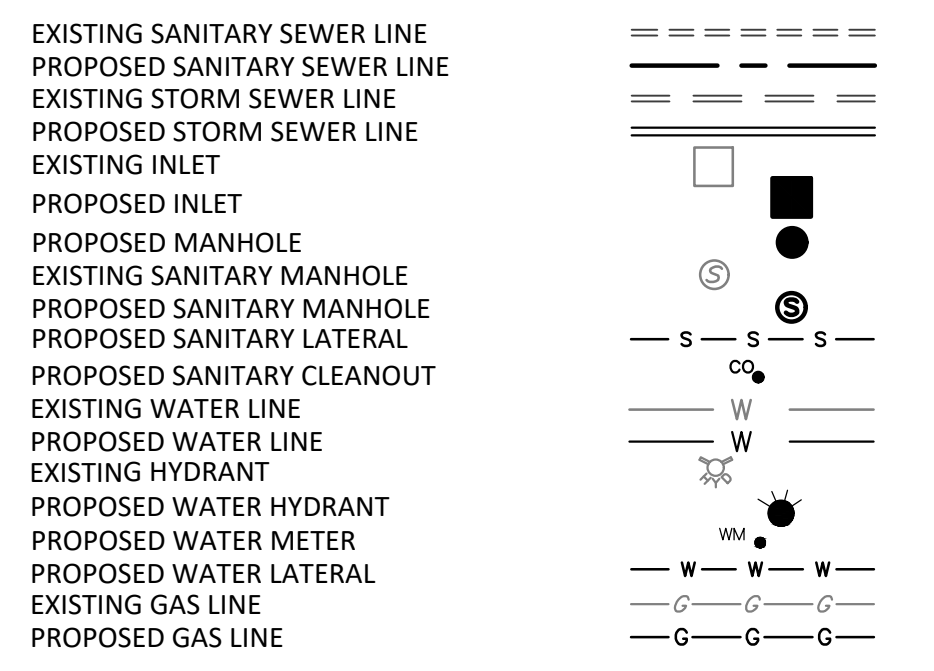 EXISTING SANITARY SEWER LINE
PROPOSED SANITARY SEWER LINE
EXISTING STORM SEWER LINE
PROPOSED STORM SEWER LINE
EXISTING INLET
PROPOSED INLET
PROPOSED MANHOLE
EXISTING SANITARY MANHOLE S
PROPOSED SANITARY MANHOLE S
PROPOSED SANITARY LATERAL S S S
PROPOSED SANITARY CLEANOUT CO
EXISTING WATER LINE W
PROPOSED WATER LINE W
EXISTING HYDRANT
PROPOSED WATER HYDRANT
PROPOSED WATER METER WM
PROPOSED WATER LATERAL W W W
EXISTING GAS LINE G G G
PROPOSED GAS LINE G G G